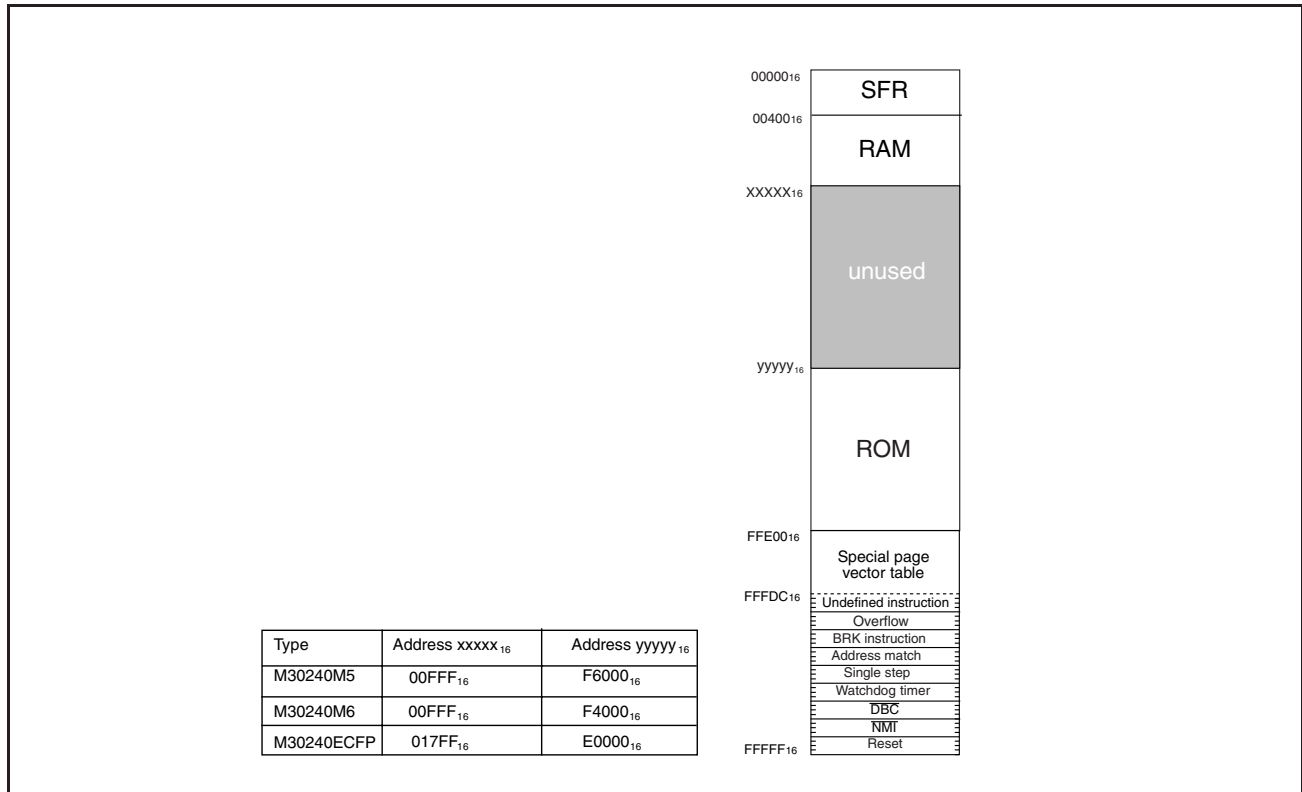 00000₁₆
SFR
00400₁₆
RAM
XXXXX₁₆
unused
yyyyy₁₆
ROM
FFE00₁₆
Special page
vector table
FFFDC₁₆
Undefined instruction
Overflow
BRK instruction
Address match
Single step
Watchdog timer
DBC
NMI
Reset
FFFFF₁₆
Type Address xxxxx₁₆ Address yyyyy₁₆
M30240M5 00FFF₁₆ F6000₁₆
M30240M6 00FFF₁₆ F4000₁₆
M30240ECFP 017FF₁₆ E0000₁₆